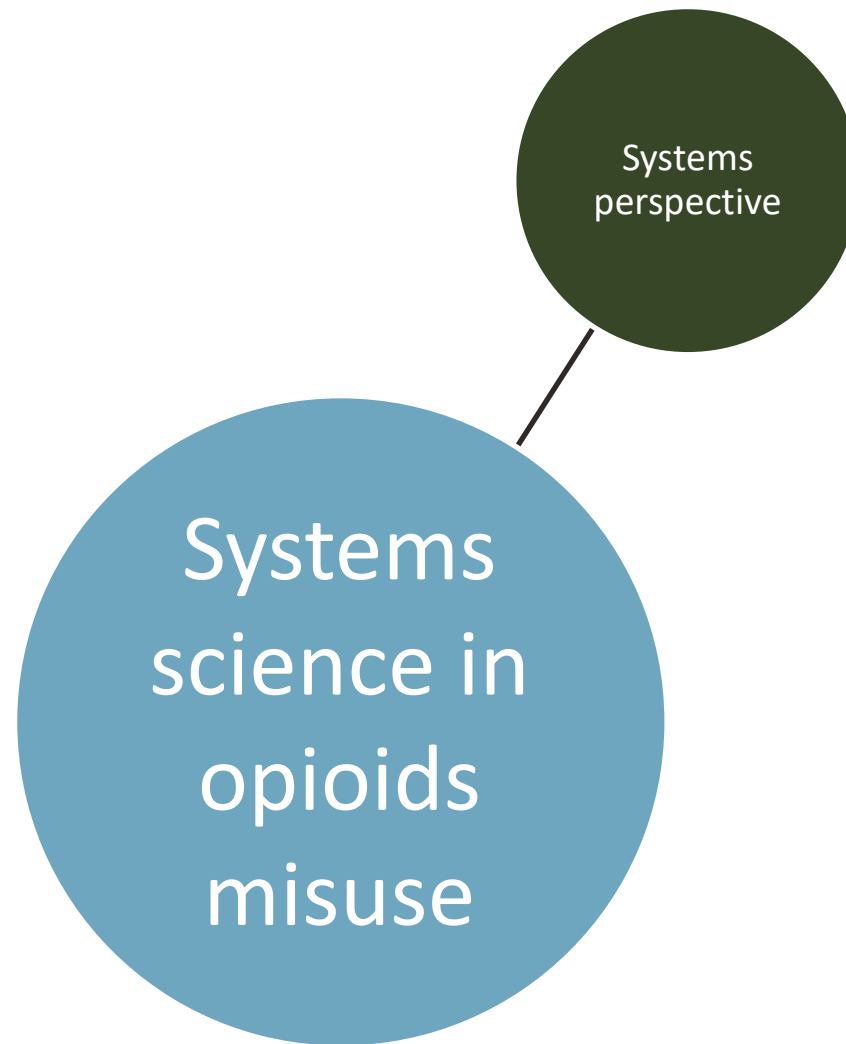 Systems
perspective
Systems
science in
opioids
misuse